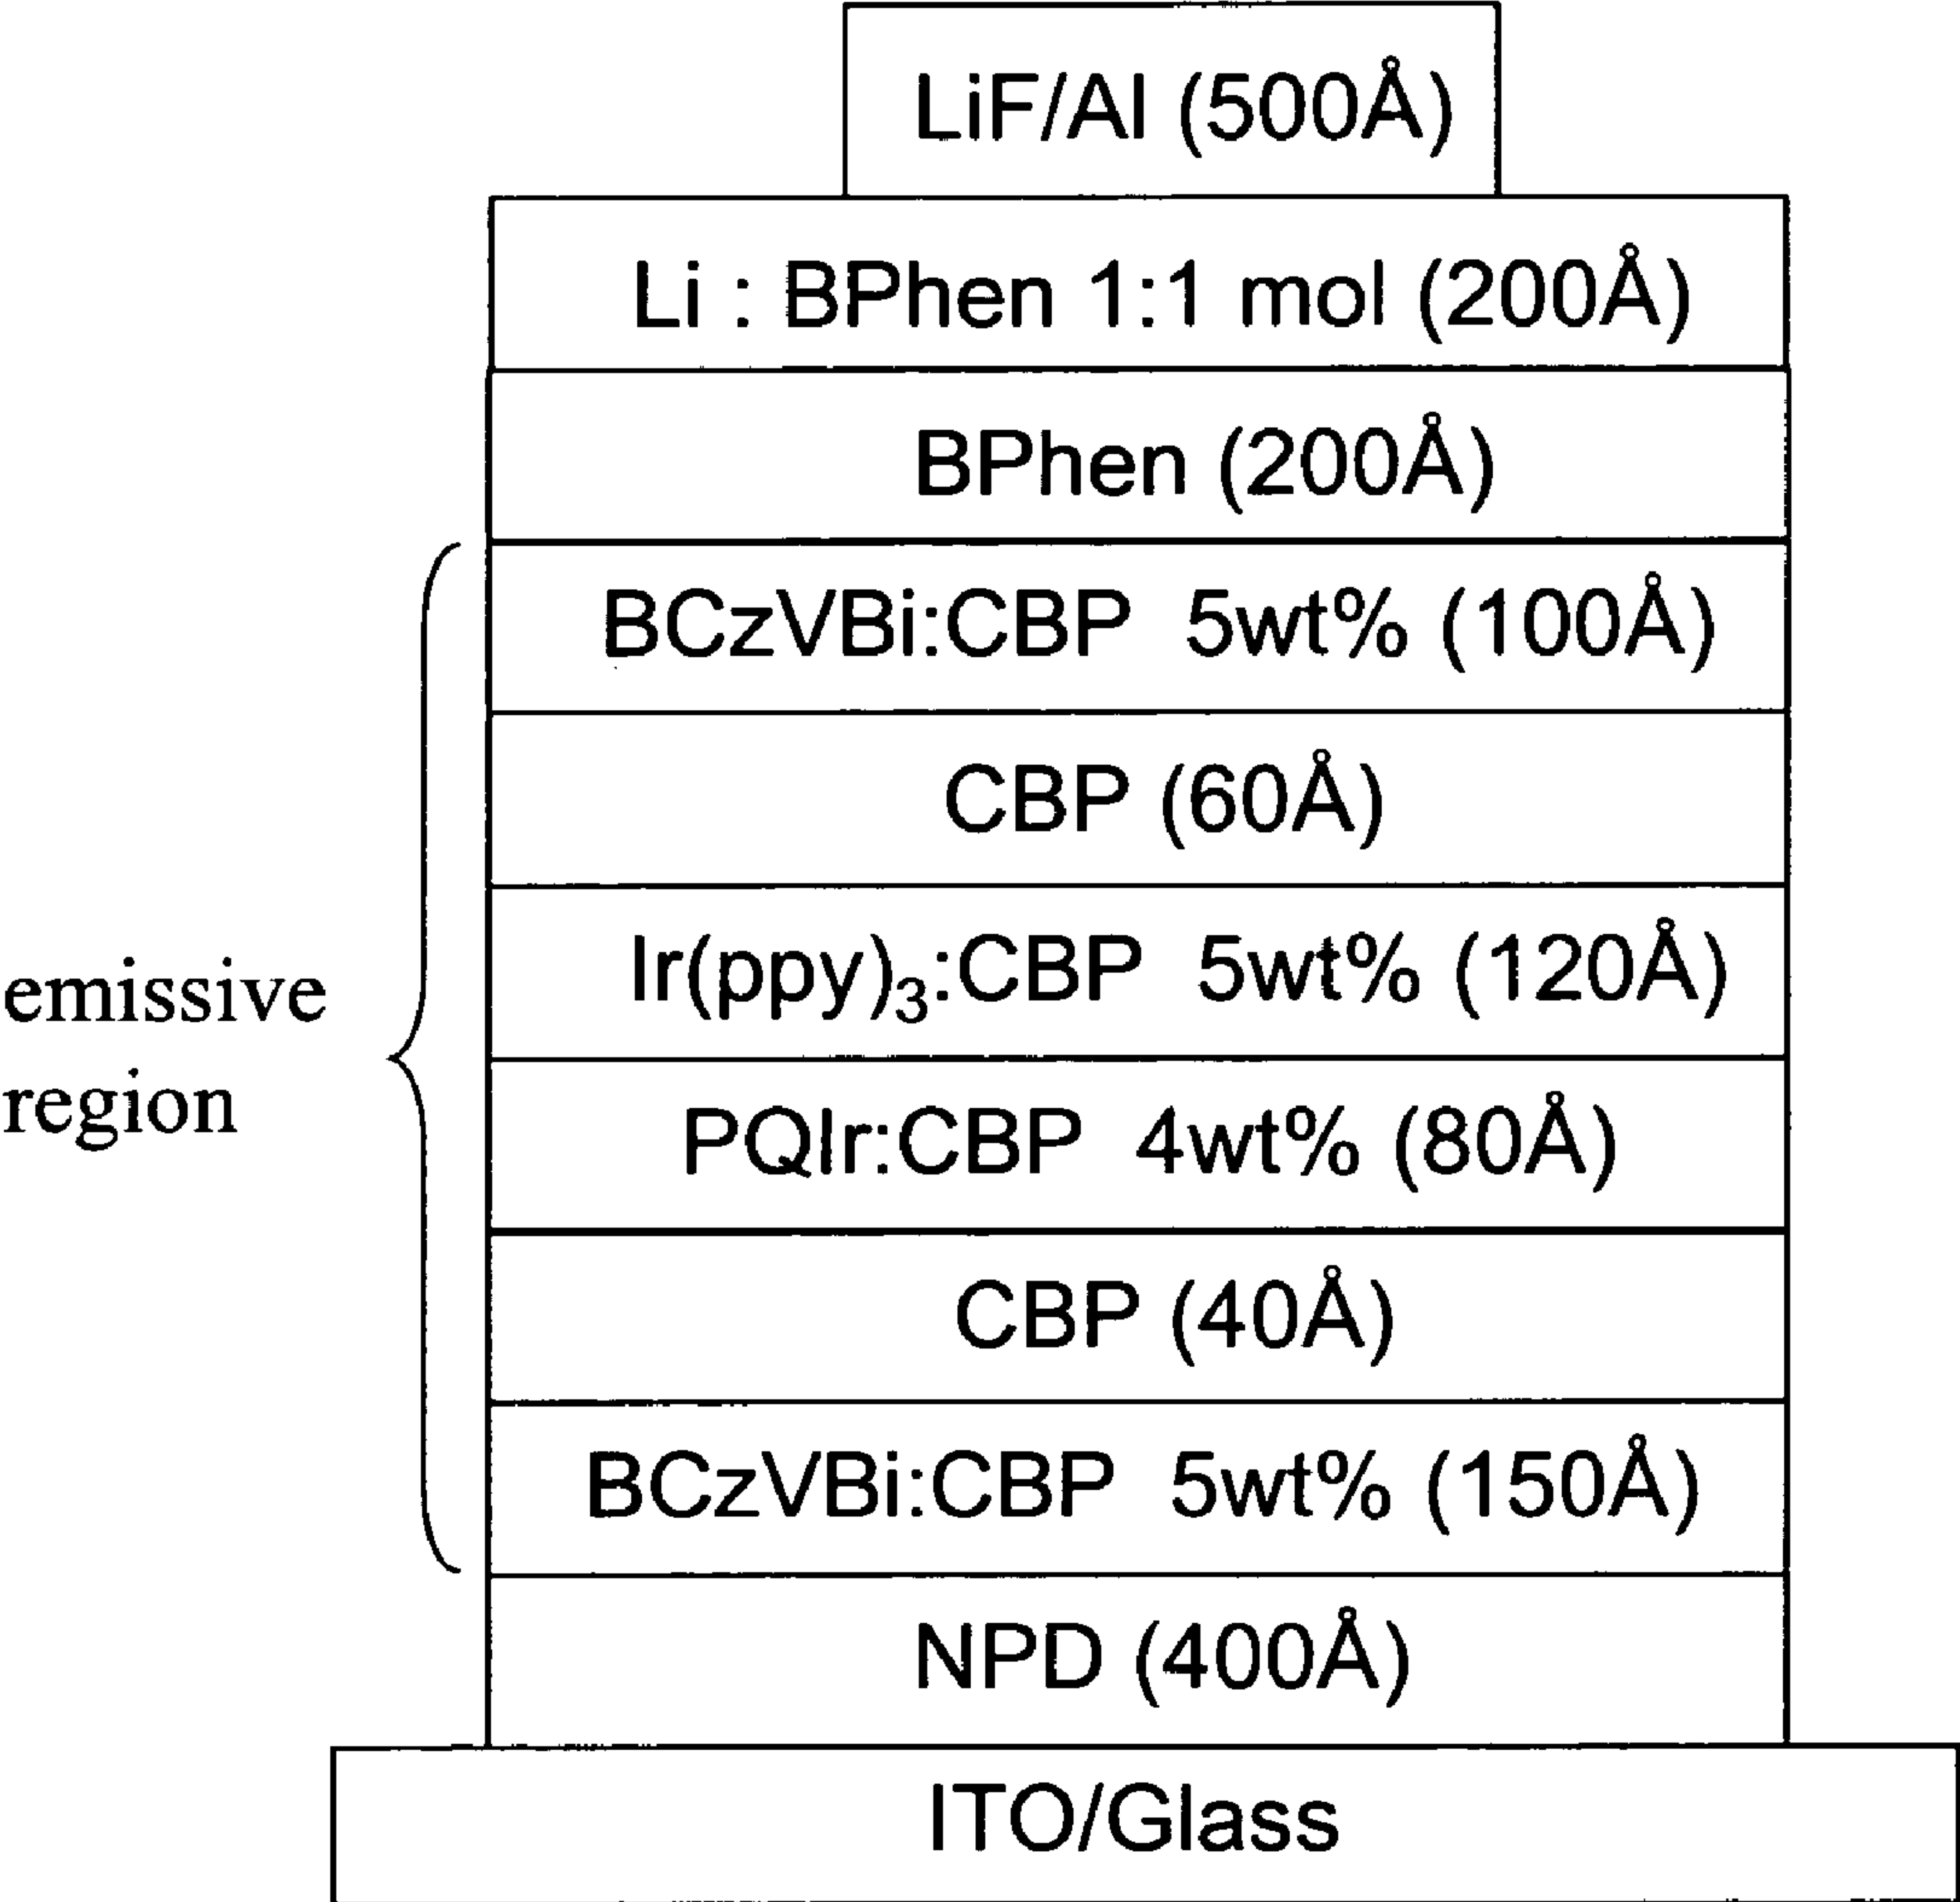 LiF/Al (500Å)
Li : BPhen 1:1 mol (200Å)
BPhen (200Å)
BCzVBi:CBP 5wt% (100Å)
CBP (60Å)
Ir(ppy)₃:CBP 5wt% (120Å)
emissive
region
PQIr:CBP 4wt% (80Å)
CBP (40Å)
BCzVBi:CBP 5wt% (150Å)
NPD (400Å)
ITO/Glass